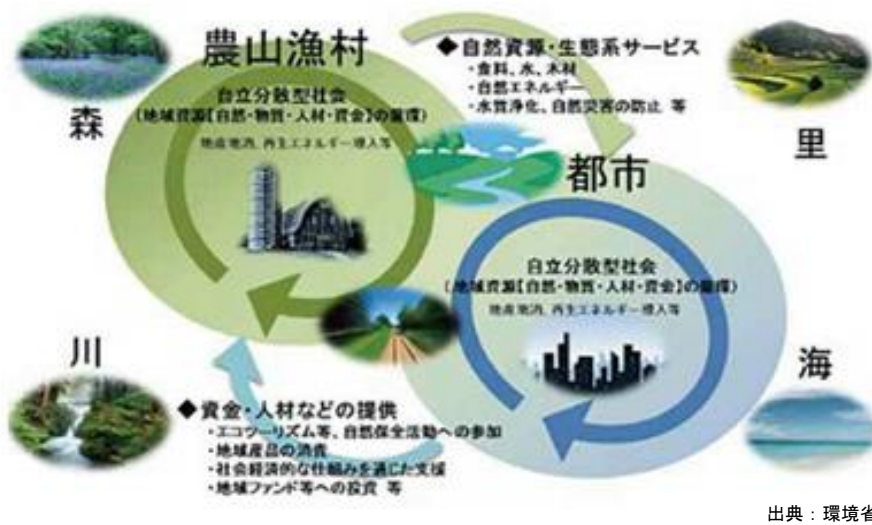 農山漁村
自立分散型社会
(地域資源【自然・物質・人材・資金】の循環)
地産地消、再生エネルギー導入等
森
◆自然資源・生態系サービス
・食料、水、木材
・自然エネルギー
・水質浄化、自然災害の防止 等
里
都市
自立分散型社会
(地域資源【自然・物質・人材・資金】の循環)
地産地消、再生エネルギー導入等
川
◆資金・人材などの提供
・エコツーリズム等、自然保全活動への参加
・地域産品の消費
・社会経済的な仕組みを通じた支援
・地域ファンド等への投資 等
海
出典：環境省